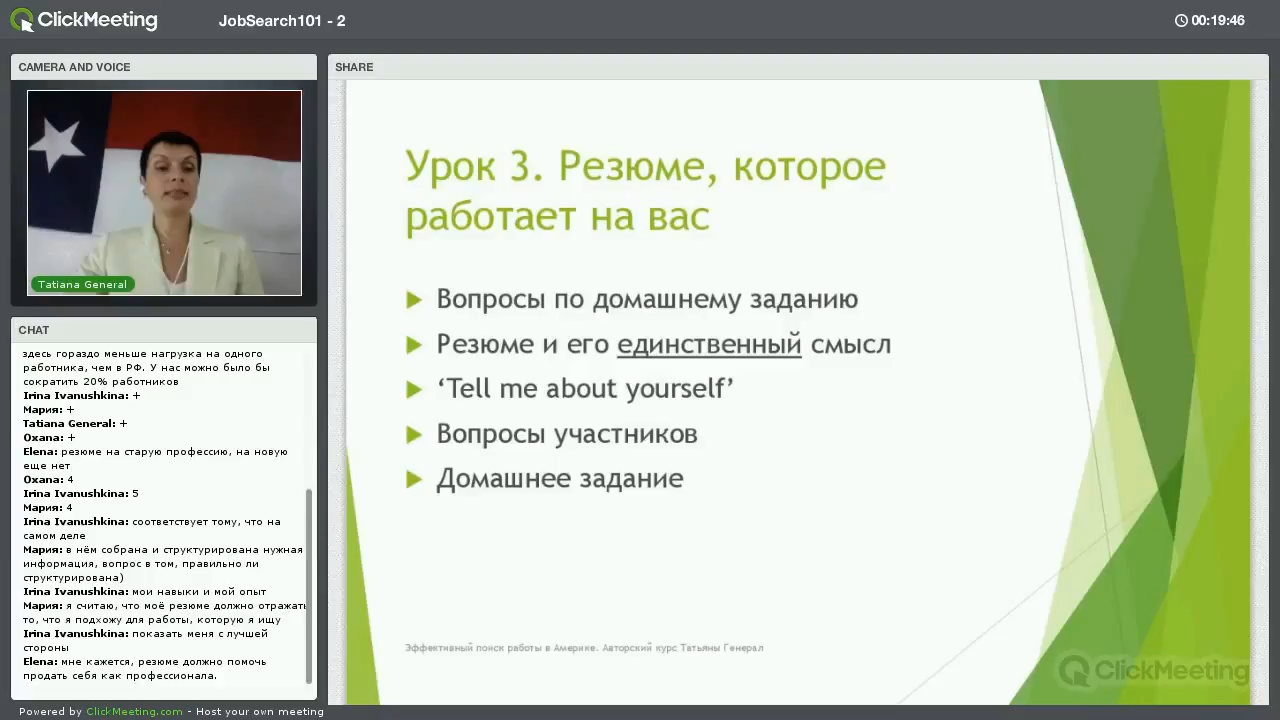 ClickMeeting
JobSearch101 - 2
00:19:46
CAMERA AND VOICE
Tatiana General
CHAT
здесь гораздо меньше нагрузка на одного
работника, чем в РФ. У нас можно было бы
сократить 20% работников
Irina Ivanushkina: +
Мария: +
Tatiana General: +
Oxana: +
Elena: резюме на старую профессию, на новую
еще нет
Oxana: 4
Irina Ivanushkina: 5
Мария: 4
Irina Ivanushkina: соответствует тому, что на
самом деле
Мария: в нём собрана и структурирована нужная
информация, вопрос в том, правильно ли
структурирована)
Irina Ivanushkina: мои навыки и мой опыт
Мария: я считаю, что моё резюме должно отражать
то, что я подхожу для работы, которую я ищу
Irina Ivanushkina: показать меня с лучшей
стороны
Elena: мне кажется, резюме должно помочь
продать себя как профессионала.
SHARE
Урок 3. Резюме, которое
работает на вас
Вопросы по домашнему заданию
Резюме и его единственный смысл
‘Tell me about yourself’
Вопросы участников
Домашнее задание
Эффективный поиск работы в Америке. Авторский курс Татьяны Генерал
ClickMeeting
Powered by ClickMeeting.com - Host your own meeting